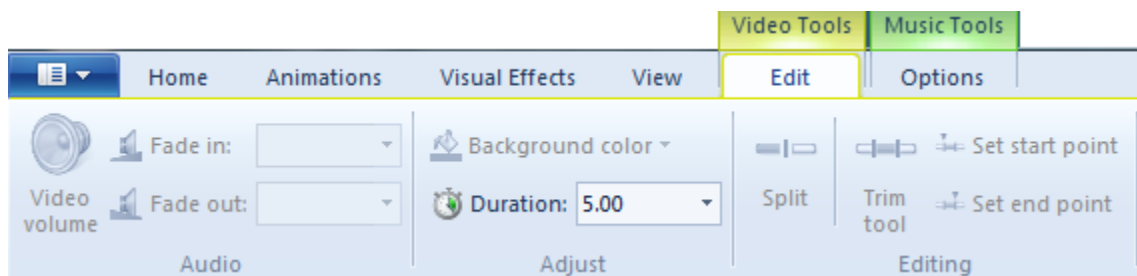 Video Tools Music Tools
Home Animations Visual Effects View Edit Options
Fade in: Background color Set start point
Video volume Fade out: Duration: 5.00 Split Trim tool Set end point
Audio Adjust Editing